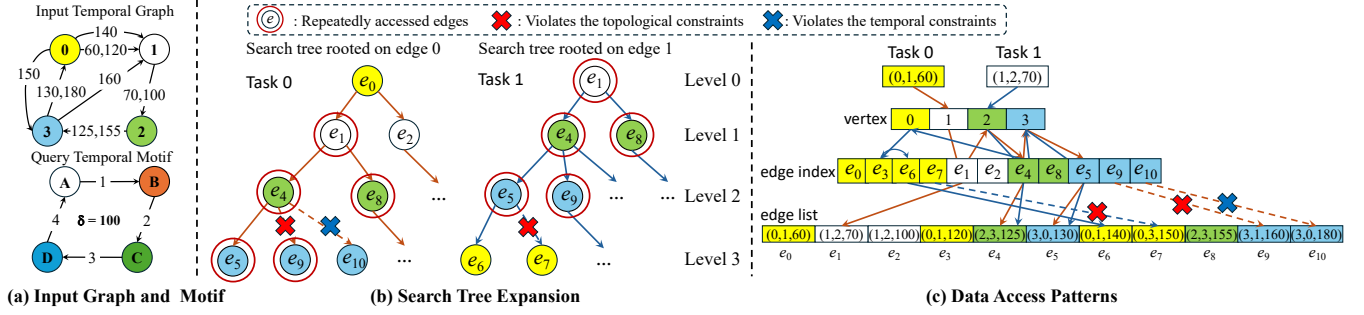 Input Temporal Graph
140
0
60,120
1
150
160
130,180
70,100
3
125,155
2
Query Temporal Motif
A
1
B
4
δ = 100
2
D
3
C
(a) Input Graph and Motif
e : Repeatedly accessed edges
: Violates the topological constraints
: Violates the temporal constraints
Search tree rooted on edge 0
Search tree rooted on edge 1
Task 0
e0
Task 1
e1
Level 0
e1
e2
e4
e8
Level 1
e4
e8
...
e5
e9
...
...
Level 2
e5
e9
e10
...
e6
e7
...
Level 3
(b) Search Tree Expansion
Task 0
Task 1
(0,1,60)
(1,2,70)
vertex
0
1
2
3
edge index
e0 e3 e6 e7 e1 e2 e4 e8 e5 e9 e10
edge list
(0,1,60) (1,2,70) (1,2,100) (0,1,120) (2,3,125) (3,0,130) (0,1,140) (0,3,150) (2,3,155) (3,1,160) (3,0,180)
e0 e1 e2 e3 e4 e5 e6 e7 e8 e9 e10
(c) Data Access Patterns